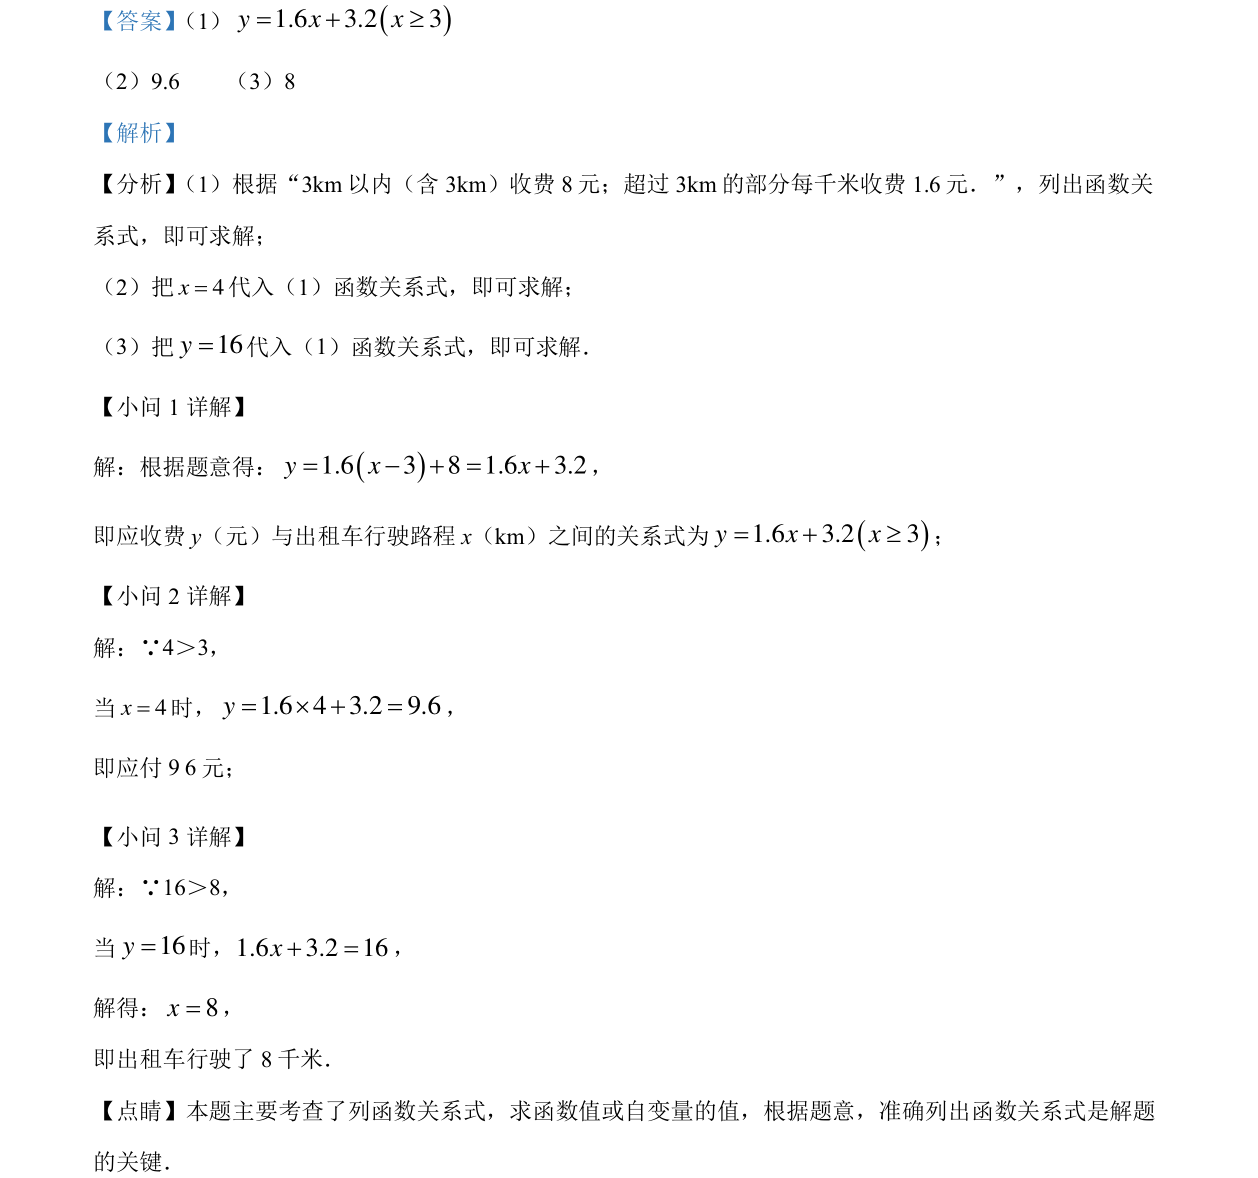 【答案】（1）y=1.6x+3.2(x≥3)
（2）9.6 （3）8
【解析】
【分析】（1）根据“3km以内（含3km）收费8元；超过3km的部分每千米收费1.6元．”，列出函数关
系式，即可求解；
（2）把x=4代入（1）函数关系式，即可求解；
（3）把y=16代入（1）函数关系式，即可求解．
【小问1详解】
解：根据题意得：y=1.6(x−3)+8=1.6x+3.2，
即应收费y（元）与出租车行驶路程x（km）之间的关系式为y=1.6x+3.2(x≥3)；
【小问2详解】
解：∵4＞3，
当x=4时，y=1.6×4+3.2=9.6，
即应付9 6元；
【小问3详解】
解：∵16＞8，
当y=16时，1.6x+3.2=16，
解得：x=8，
即出租车行驶了8千米．
【点睛】本题主要考查了列函数关系式，求函数值或自变量的值，根据题意，准确列出函数关系式是解题
的关键．